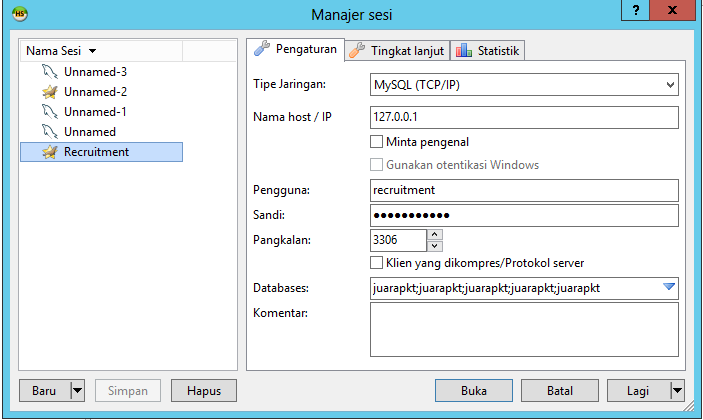 HS
Manajer sesi
?
x
Nama Sesi
Unnamed-3
Unnamed-2
Unnamed-1
Unnamed
Recruitment
Pengaturan
Tingkat lanjut
Statistik
Tipe Jaringan:
MySQL (TCP/IP)
Nama host / IP
127.0.0.1
Minta pengenal
Gunakan otentikasi Windows
Pengguna:
recruitment
Sandi:
●●●●●●●●●●●
Pangkalan:
3306
Klien yang dikompres/Protokol server
Databases:
juarapkt;juarapkt;juarapkt;juarapkt;juarapkt
Komentar:
Baru
Simpan
Hapus
Buka
Batal
Lagi